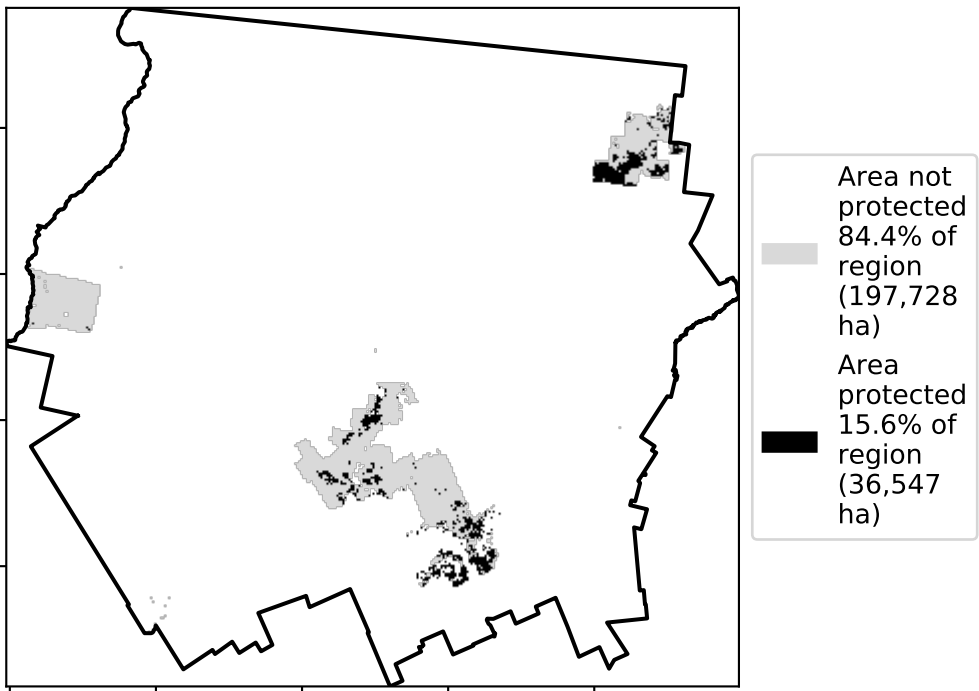 Area not
protected
84.4% of
region
(197,728
ha)
Area
protected
15.6% of
region
(36,547
ha)